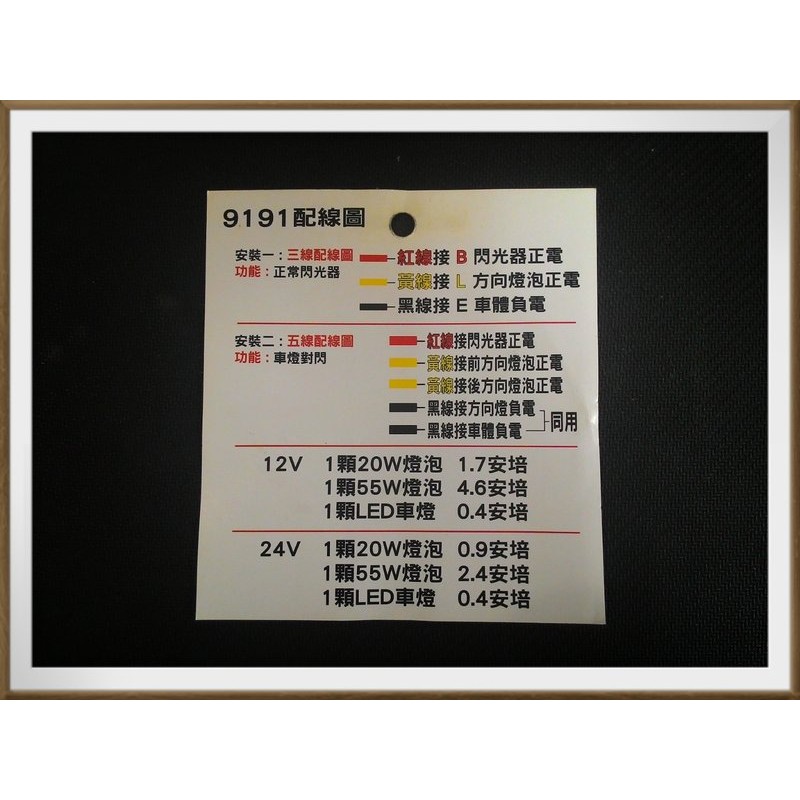 9191配線圖
安裝一：三線配線圖
功能：正常閃光器
紅線接 B 閃光器正電
黃線接 L 方向燈泡正電
黑線接 E 車體負電
安裝二：五線配線圖
功能：車燈對閃
紅線接閃光器正電
黃線接前方向燈泡正電
黃線接後方向燈泡正電
黑線接方向燈負電
黑線接車體負電
同用
12V 1顆20W燈泡 1.7安培
1顆55W燈泡 4.6安培
1顆LED車燈 0.4安培
24V 1顆20W燈泡 0.9安培
1顆55W燈泡 2.4安培
1顆LED車燈 0.4安培